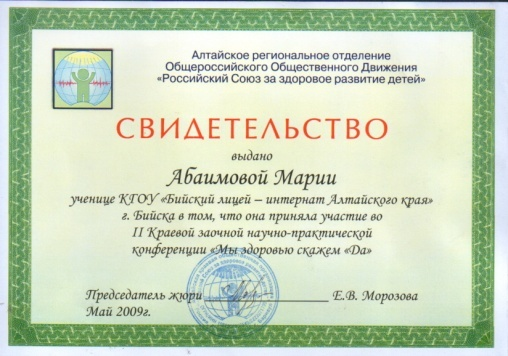 Алтайское региональное отделение
Общероссийского Общественного Движения
«Российский Союз за здоровое развитие детей»
СВИДЕТЕЛЬСТВО
выдано
Абаимовой Марии
ученице КГОУ «Бийский лицей – интернат Алтайского края»
г. Бийска в том, что она приняла участие во
II Краевой заочной научно-практической
конференции «Мы здоровью скажем «Да»
Председатель жюри Е.В. Морозова
Май 2009г.